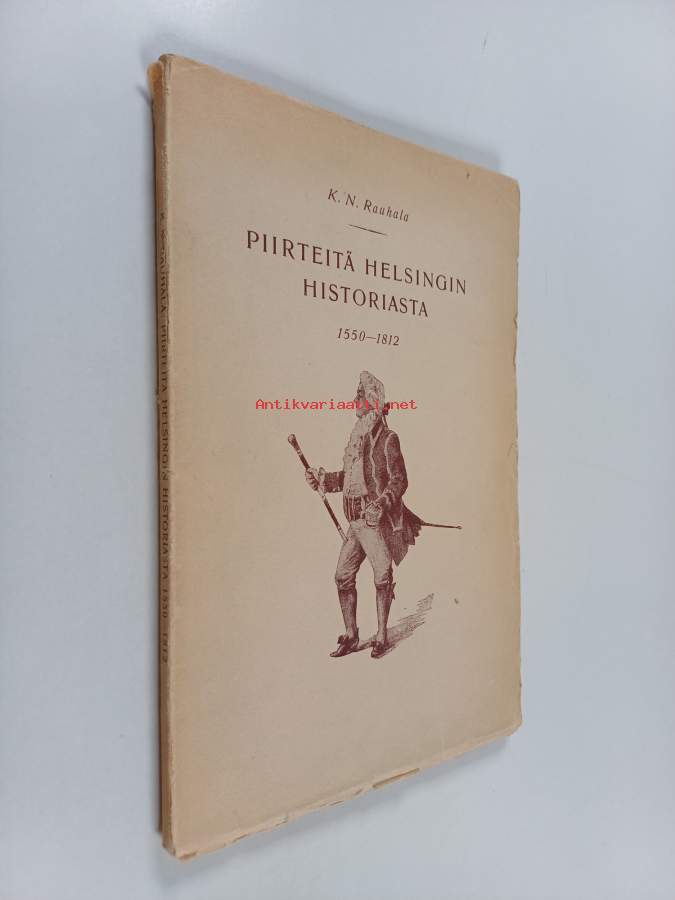 K. N. Rauhala
PIIRTEITÄ HELSINGIN
HISTORIASTA
1550—1812
Antikvariaatti.net
K. N. RAUHALA PIIRTEITÄ HELSINGIN HISTORIASTA 1550—1812